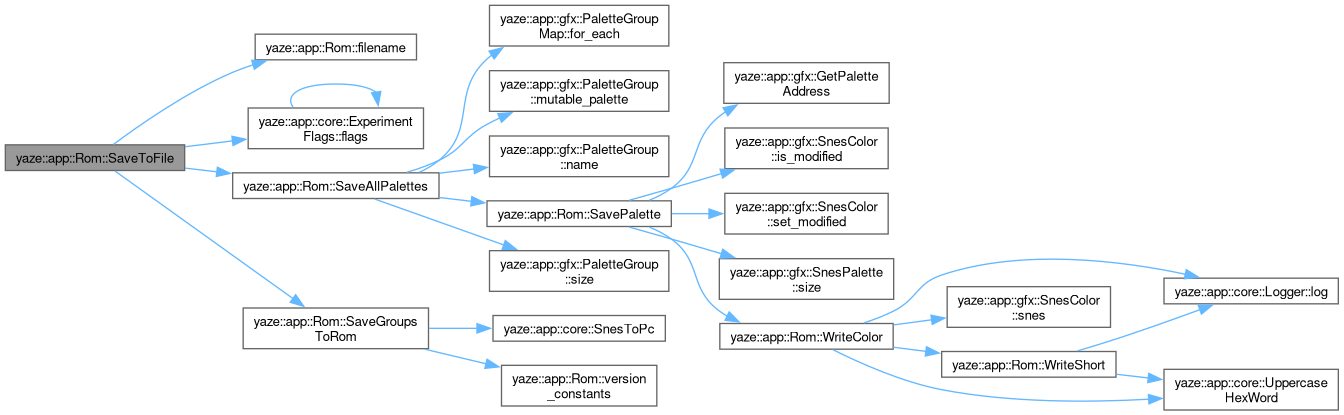 yaze::app::Rom::SaveToFile
yaze::app::Rom::filename
yaze::app::core::Experiment
Flags::flags
yaze::app::Rom::SaveAllPalettes
yaze::app::Rom::SaveGroups
ToRom
yaze::app::gfx::PaletteGroup
Map::for_each
yaze::app::gfx::PaletteGroup
::mutable_palette
yaze::app::gfx::PaletteGroup
::name
yaze::app::Rom::SavePalette
yaze::app::gfx::PaletteGroup
::size
yaze::app::core::SnesToPc
yaze::app::Rom::version
_constants
yaze::app::gfx::GetPalette
Address
yaze::app::gfx::SnesColor
::is_modified
yaze::app::gfx::SnesColor
::set_modified
yaze::app::gfx::SnesPalette
::size
yaze::app::Rom::WriteColor
yaze::app::gfx::SnesColor
::snes
yaze::app::Rom::WriteShort
yaze::app::core::Logger::log
yaze::app::core::Uppercase
HexWord